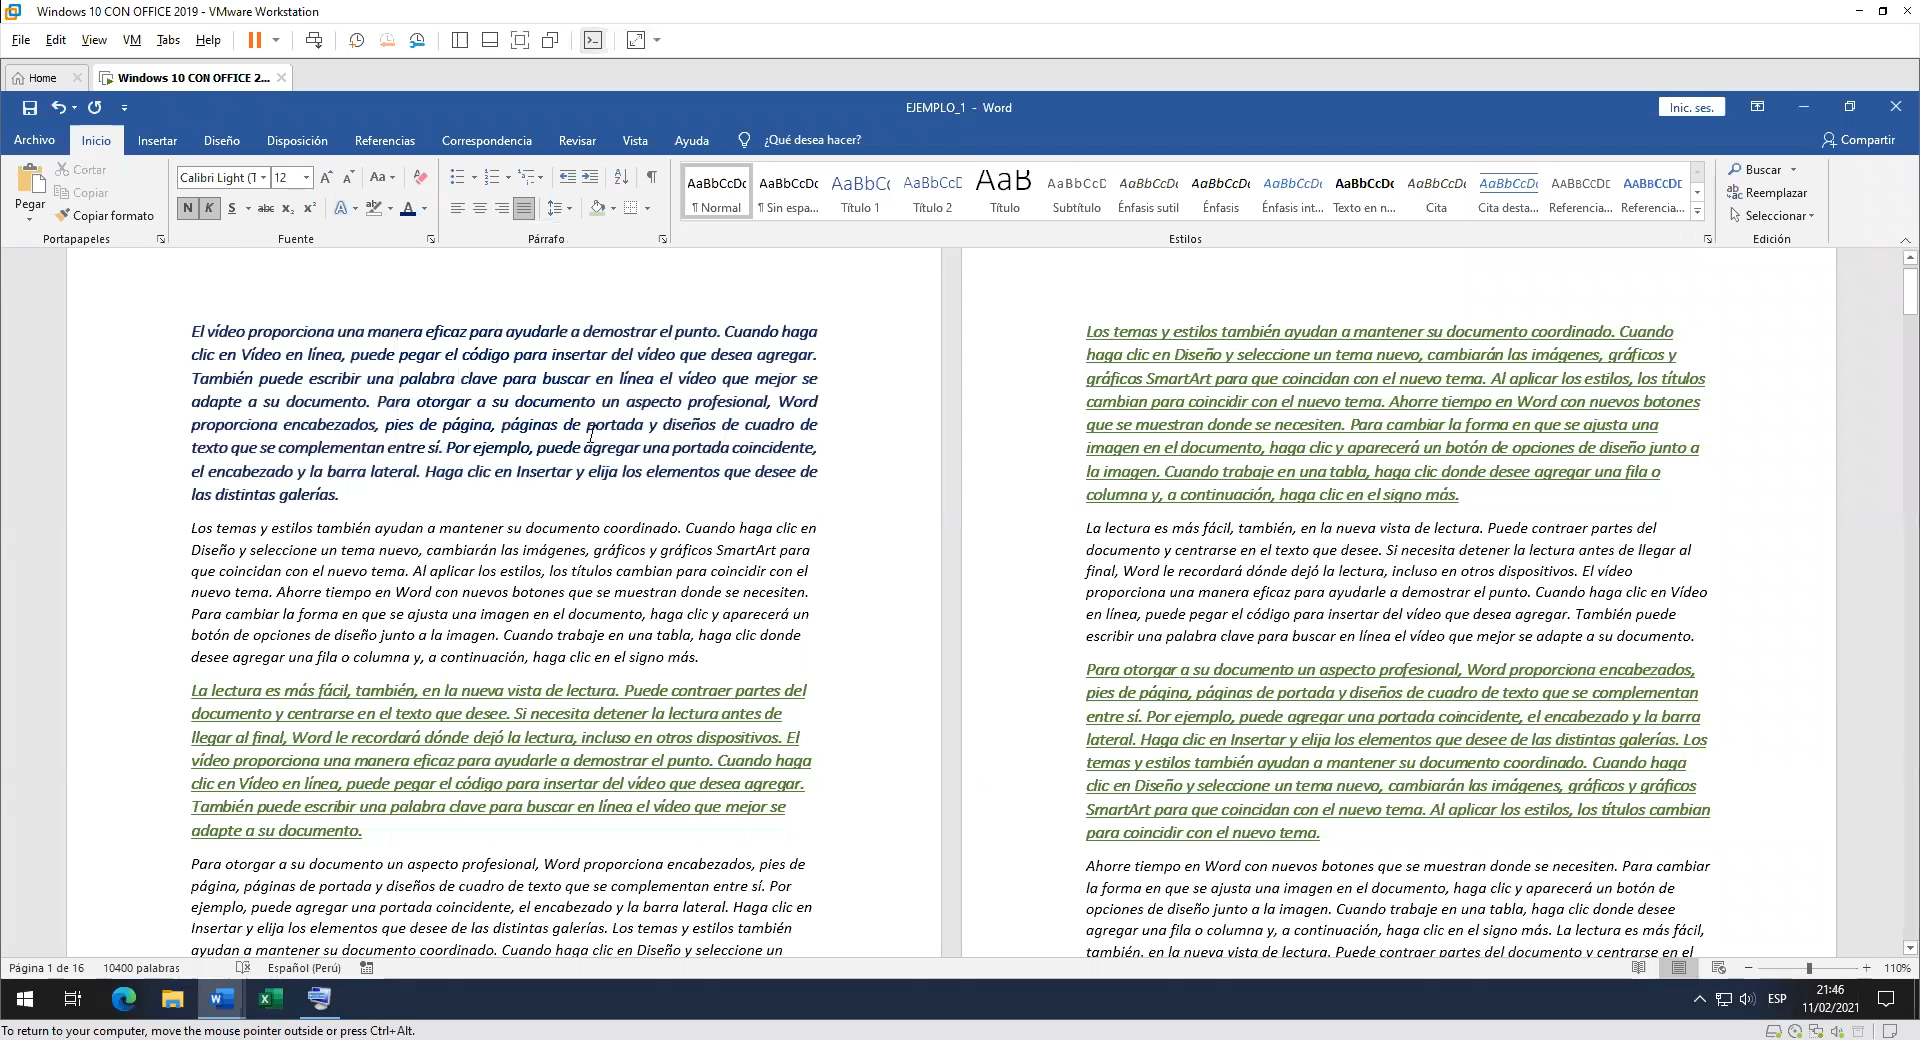 Windows 10 CON OFFICE 2019 - VMware Workstation
File Edit View VM Tabs Help
Home
Windows 10 CON OFFICE 2...
EJEMPLO_1 - Word
Inic. ses.
Archivo Inicio Insertar Diseño Disposición Referencias Correspondencia Revisar Vista Ayuda ¿Qué desea hacer?
Compartir
Pegar
Cortar
Copiar
Copiar formato
Portapapeles
Calibri Light (T 12
Aa
N K S abc x₂ x² A A
Fuente
Párrafo
AaBbCcDc AaBbCcDc AaBbCc AaBbCcD AaB AaBbCcD AaBbCcDc AaBbCcDc AaBbCcDc AaBbCcDc AaBbCcDc AaBbCcDc AaBbCcDc AaBbCcDc
¶ Normal ¶ Sin espa... Título 1 Título 2 Título Subtítulo Énfasis sutil Énfasis Énfasis int... Texto en n... Cita Cita desta... Referencia... Referencia...
Estilos
Buscar
Reemplazar
Seleccionar
Edición
El vídeo proporciona una manera eficaz para ayudarle a demostrar el punto. Cuando haga
clic en Vídeo en línea, puede pegar el código para insertar del vídeo que desea agregar.
También puede escribir una palabra clave para buscar en línea el vídeo que mejor se
adapte a su documento. Para otorgar a su documento un aspecto profesional, Word
proporciona encabezados, pies de página, páginas de portada y diseños de cuadro de
texto que se complementan entre sí. Por ejemplo, puede agregar una portada coincidente,
el encabezado y la barra lateral. Haga clic en Insertar y elija los elementos que desee de
las distintas galerías.
Los temas y estilos también ayudan a mantener su documento coordinado. Cuando haga clic en
Diseño y seleccione un tema nuevo, cambiarán las imágenes, gráficos y gráficos SmartArt para
que coincidan con el nuevo tema. Al aplicar los estilos, los títulos cambian para coincidir con el
nuevo tema. Ahorre tiempo en Word con nuevos botones que se muestran donde se necesiten.
Para cambiar la forma en que se ajusta una imagen en el documento, haga clic y aparecerá un
botón de opciones de diseño junto a la imagen. Cuando trabaje en una tabla, haga clic donde
desee agregar una fila o columna y, a continuación, haga clic en el signo más.
La lectura es más fácil, también, en la nueva vista de lectura. Puede contraer partes del
documento y centrarse en el texto que desee. Si necesita detener la lectura antes de
llegar al final, Word le recordará dónde dejó la lectura, incluso en otros dispositivos. El
vídeo proporciona una manera eficaz para ayudarle a demostrar el punto. Cuando haga
clic en Vídeo en línea, puede pegar el código para insertar del vídeo que desea agregar.
También puede escribir una palabra clave para buscar en línea el vídeo que mejor se
adapte a su documento.
Para otorgar a su documento un aspecto profesional, Word proporciona encabezados, pies de
página, páginas de portada y diseños de cuadro de texto que se complementan entre sí. Por
ejemplo, puede agregar una portada coincidente, el encabezado y la barra lateral. Haga clic en
Insertar y elija los elementos que desee de las distintas galerías. Los temas y estilos también
ayudan a mantener su documento coordinado. Cuando haga clic en Diseño y seleccione un
Los temas y estilos también ayudan a mantener su documento coordinado. Cuando
haga clic en Diseño y seleccione un tema nuevo, cambiarán las imágenes, gráficos y
gráficos SmartArt para que coincidan con el nuevo tema. Al aplicar los estilos, los títulos
cambian para coincidir con el nuevo tema. Ahorre tiempo en Word con nuevos botones
que se muestran donde se necesiten. Para cambiar la forma en que se ajusta una
imagen en el documento, haga clic y aparecerá un botón de opciones de diseño junto a
la imagen. Cuando trabaje en una tabla, haga clic donde desee agregar una fila o
columna y, a continuación, haga clic en el signo más.
La lectura es más fácil, también, en la nueva vista de lectura. Puede contraer partes del
documento y centrarse en el texto que desee. Si necesita detener la lectura antes de llegar al
final, Word le recordará dónde dejó la lectura, incluso en otros dispositivos. El vídeo
proporciona una manera eficaz para ayudarle a demostrar el punto. Cuando haga clic en Vídeo
en línea, puede pegar el código para insertar del vídeo que desea agregar. También puede
escribir una palabra clave para buscar en línea el vídeo que mejor se adapte a su documento.
Para otorgar a su documento un aspecto profesional, Word proporciona encabezados,
pies de página, páginas de portada y diseños de cuadro de texto que se complementan
entre sí. Por ejemplo, puede agregar una portada coincidente, el encabezado y la barra
lateral. Haga clic en Insertar y elija los elementos que desee de las distintas galerías. Los
temas y estilos también ayudan a mantener su documento coordinado. Cuando haga
clic en Diseño y seleccione un tema nuevo, cambiarán las imágenes, gráficos y gráficos
SmartArt para que coincidan con el nuevo tema. Al aplicar los estilos, los títulos cambian
para coincidir con el nuevo tema.
Ahorre tiempo en Word con nuevos botones que se muestran donde se necesiten. Para cambiar
la forma en que se ajusta una imagen en el documento, haga clic y aparecerá un botón de
opciones de diseño junto a la imagen. Cuando trabaje en una tabla, haga clic donde desee
agregar una fila o columna y, a continuación, haga clic en el signo más. La lectura es más fácil,
también, en la nueva vista de lectura. Puede contraer partes del documento y centrarse en el
Página 1 de 16 10400 palabras Español (Perú) 110%
ESP 21:46
11/02/2021
To return to your computer, move the mouse pointer outside or press Ctrl+Alt.